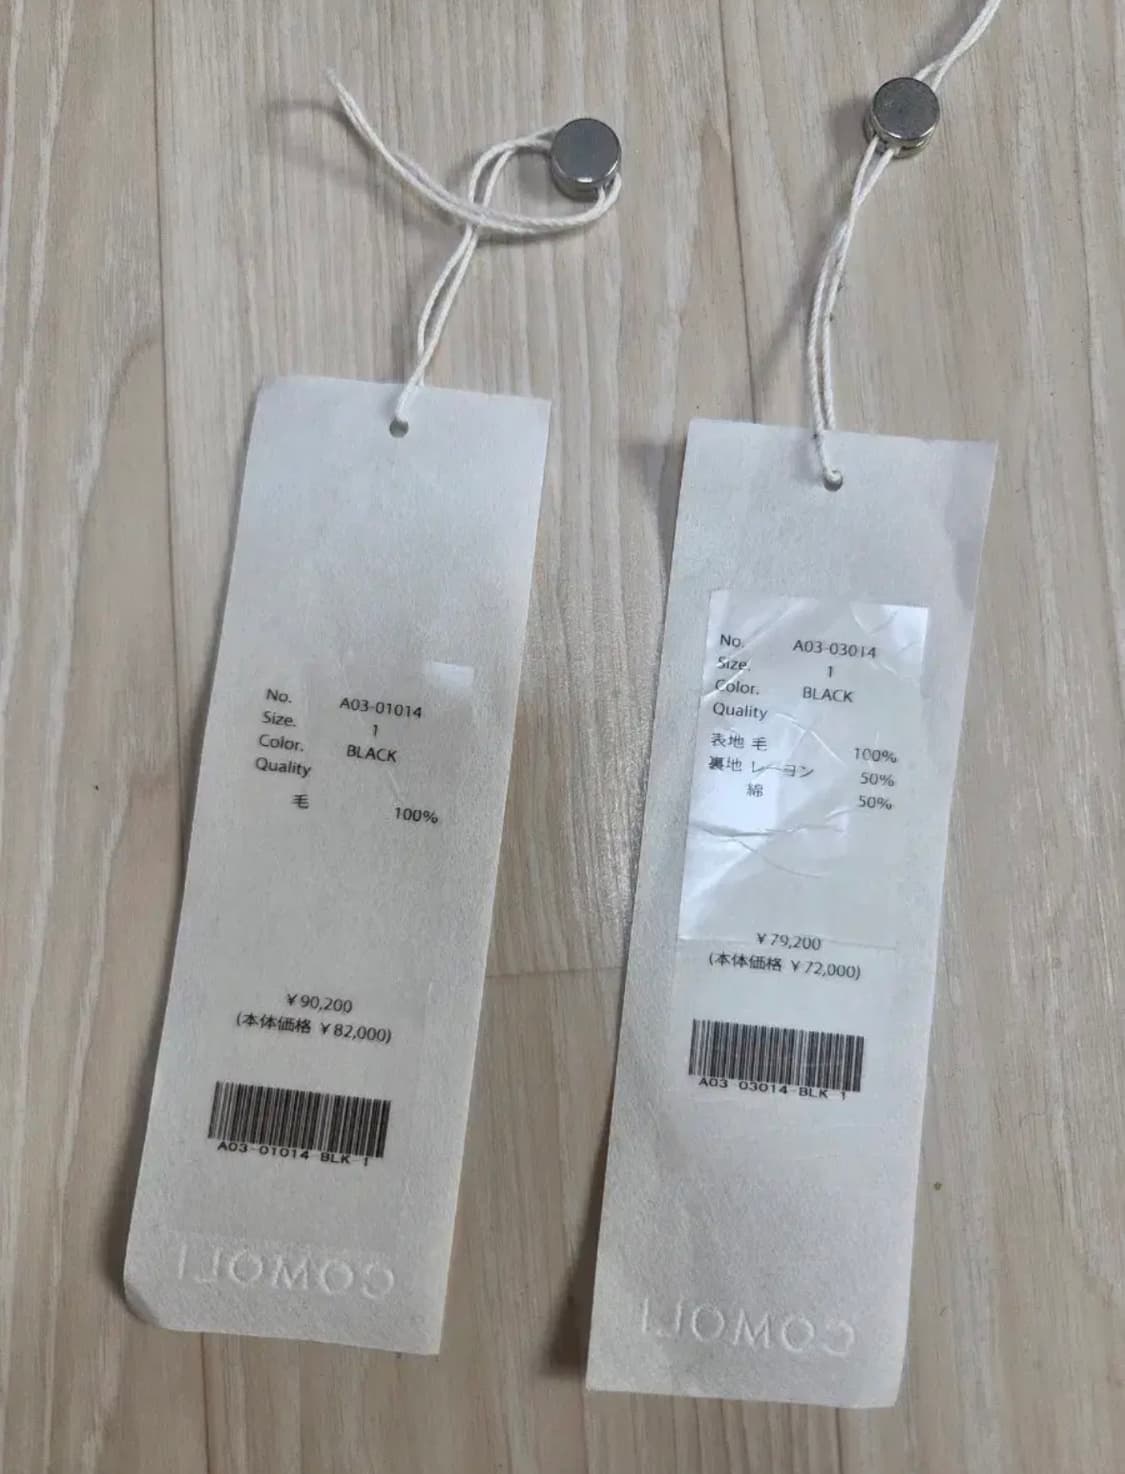 No. A03-01014
Size. 1
Color. BLACK
Quality
毛 100%
￥90,200
(本体価格 ￥82,000)
A03-01014-BLK-1
COMOLI
No. A03-03014
Size. 1
Color. BLACK
Quality
表地 毛 100%
裏地 レーヨン 50%
綿 50%
￥79,200
(本体価格 ￥72,000)
A03 03014 BLK 1
COMOLI